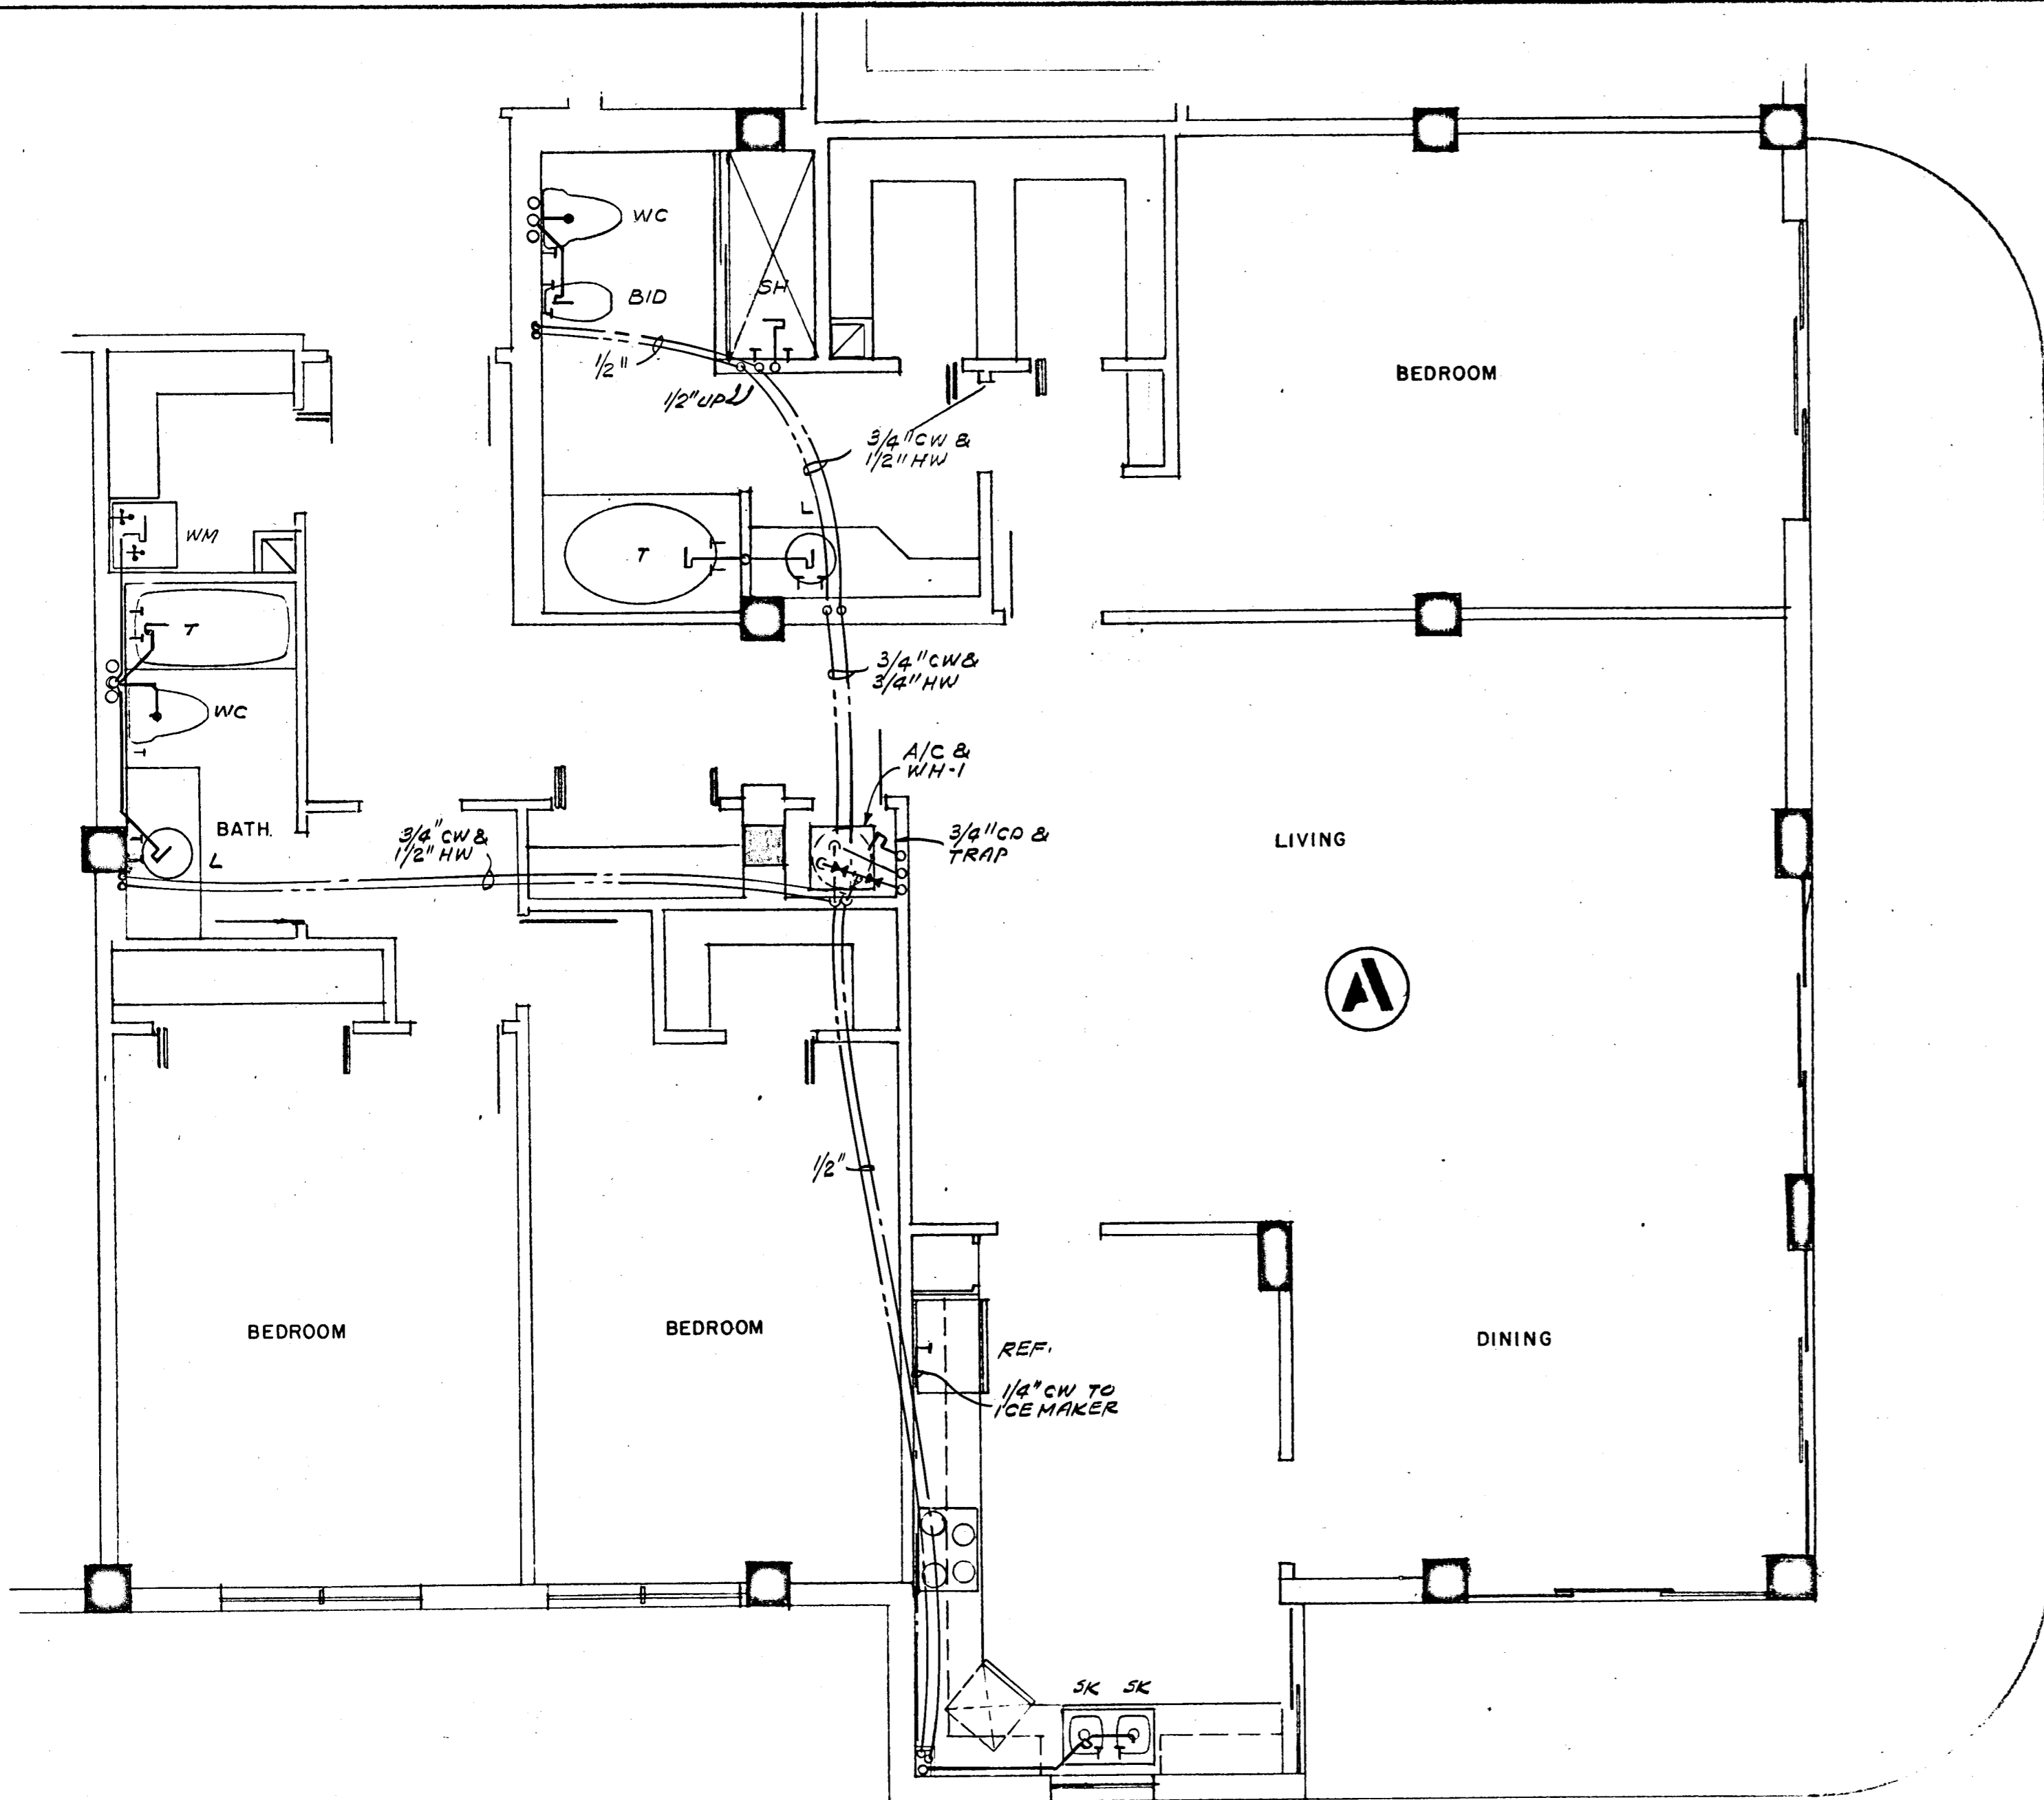 WC
BID
SH
1/2"
1/2" UP
BEDROOM
3/4" CW &
1/2" HW
L
WM
T
T
3/4" CW &
3/4" HW
WC
A/C &
WH-1
BATH.
L
3/4" CW &
1/2" HW
3/4" CD &
TRAP
LIVING
A
1/2"
BEDROOM
BEDROOM
REF.
DINING
1/4" CW TO
ICE MAKER
SK SK